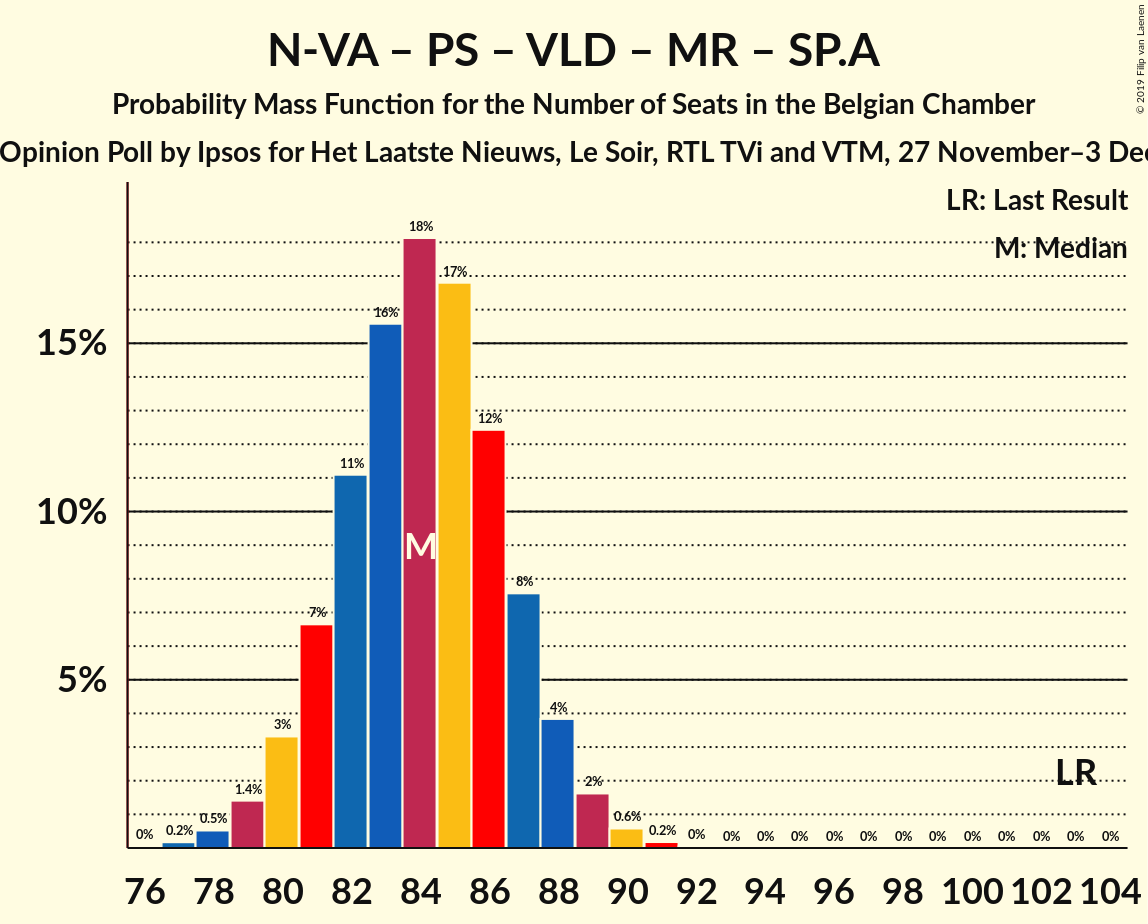 N-VA – PS – VLD – MR – SP.A
Probability Mass Function for the Number of Seats in the Belgian Chamber
Opinion Poll by Ipsos for Het Laatste Nieuws, Le Soir, RTL TVi and VTM, 27 November–3 Dec
© 2019 Filip van Laenen
LR: Last Result
M: Median
15%
10%
5%
0% 0.2% 0.5% 1.4% 3% 7% 11% 16% 18% 17% 12% 8% 4% 2% 0.6% 0.2% 0% 0% 0% 0% 0% 0% 0% 0% 0% 0% 0% 0% 0%
M
LR
76 78 80 82 84 86 88 90 92 94 96 98 100 102 104